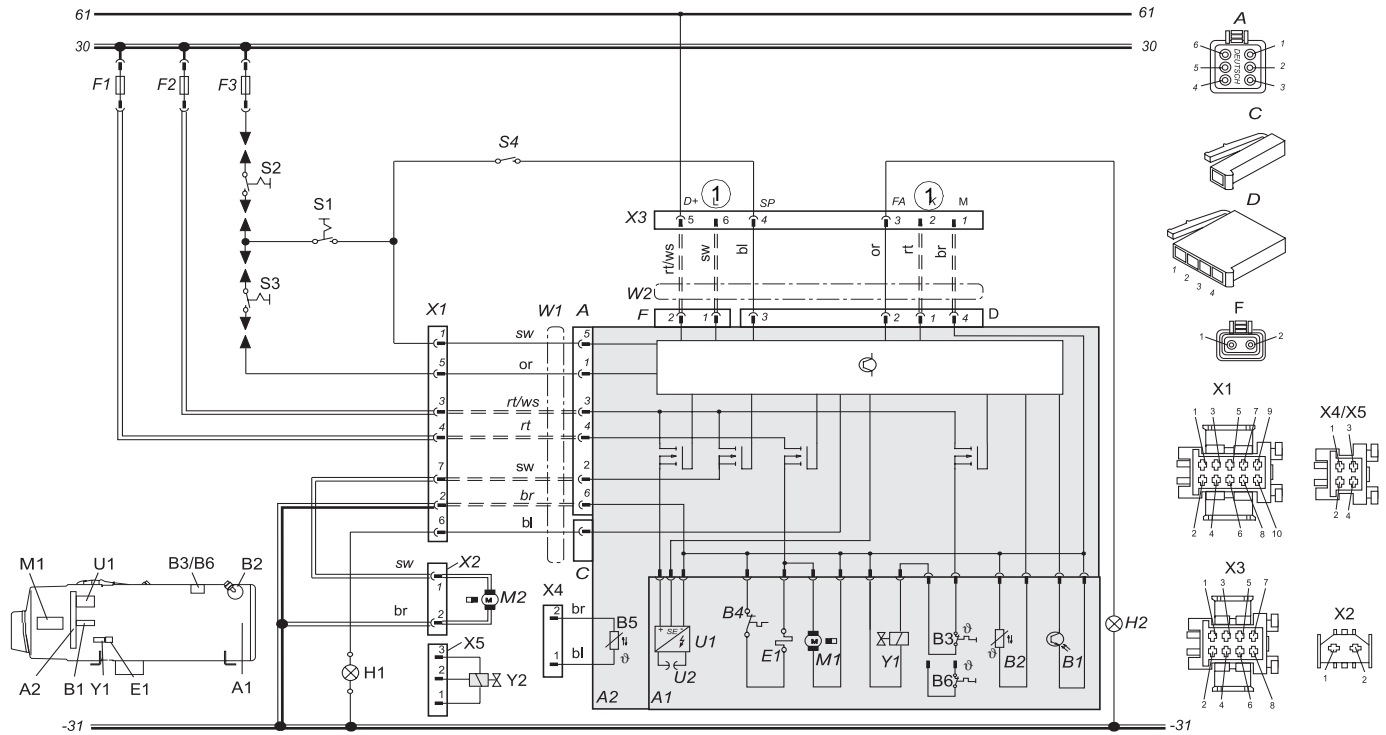 61 61
30 30
F1 F2 F3
S2
S1
S3
S4
D+ 1 L SP FA 1 k M
X3 5 6 4 3 2 1
rt/ws sw bl or rt br
W2
F 2 1 3 2 1 4 D
X1 W1 A
1 sw 5
5 or 1
3 rt/ws 3
4 rt 4
7 sw 2
2 br 6
6 bl
C
sw X2
1
M M2
br 2
X5
3
2 Y2
1
H1
X4
2 br
B5
1 bl
ϑ
A2
+ SE
U1
U2
B4
E1
M M1
Y1
B3
B6
ϑ
ϑ
B2
B1
A1
H2
-31 -31
M1 U1 B3/B6 B2
A2 B1 Y1 E1 A1
A
6 1
5 2
4 3
DEUTSCH
C
D
1 2 3 4
F
1 2
X1
1 3 5 7 9
2 4 6 8 10
X4/X5
1 3
2 4
X3
1 3 5 7
2 4 6 8
X2
1 2